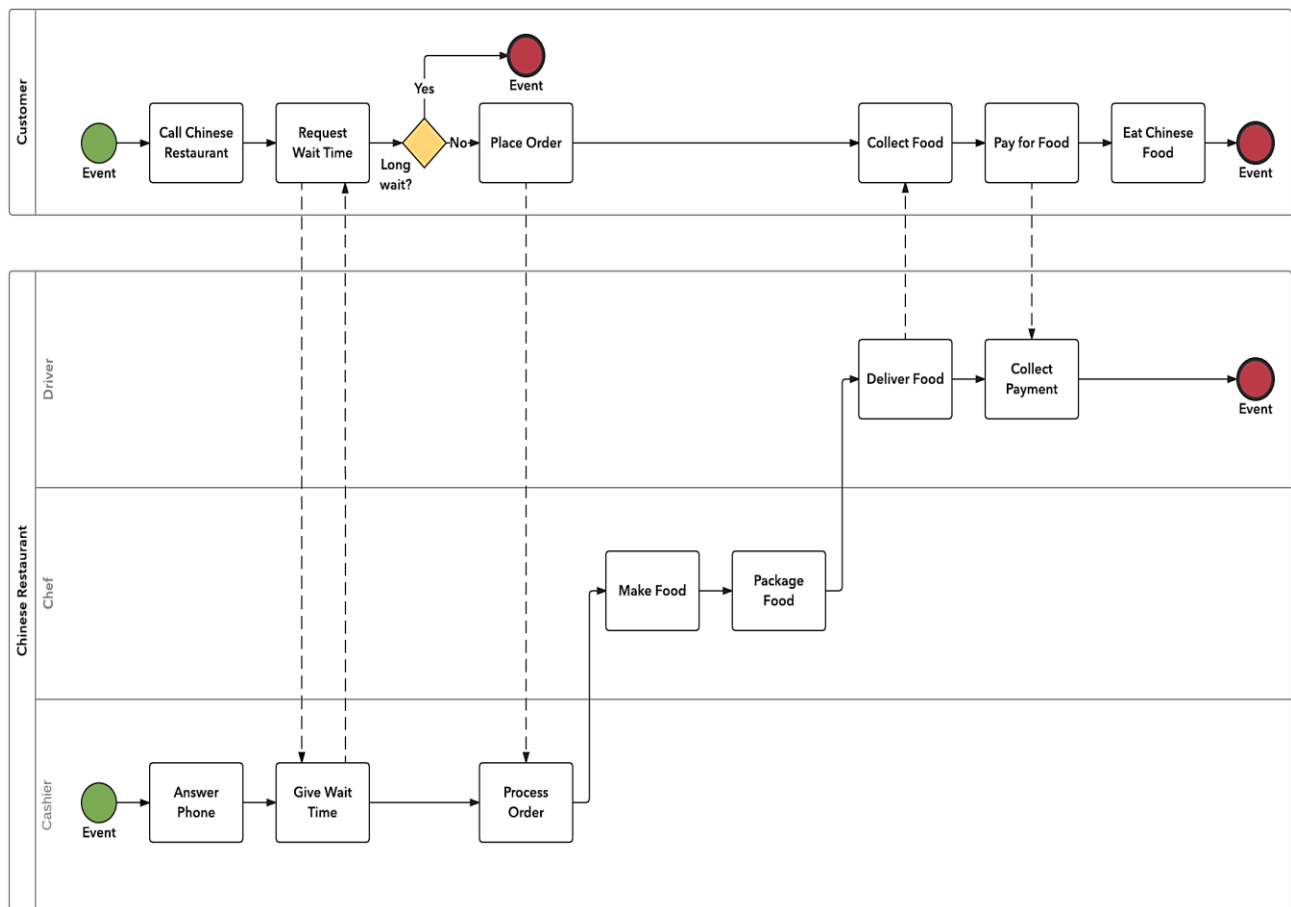 Customer
Event
Call Chinese
Restaurant
Request
Wait Time
Long
wait?
Yes
Event
No
Place Order
Collect Food
Pay for Food
Eat Chinese
Food
Event
Chinese Restaurant
Driver
Deliver Food
Collect
Payment
Event
Chef
Make Food
Package
Food
Cashier
Event
Answer
Phone
Give Wait
Time
Process
Order